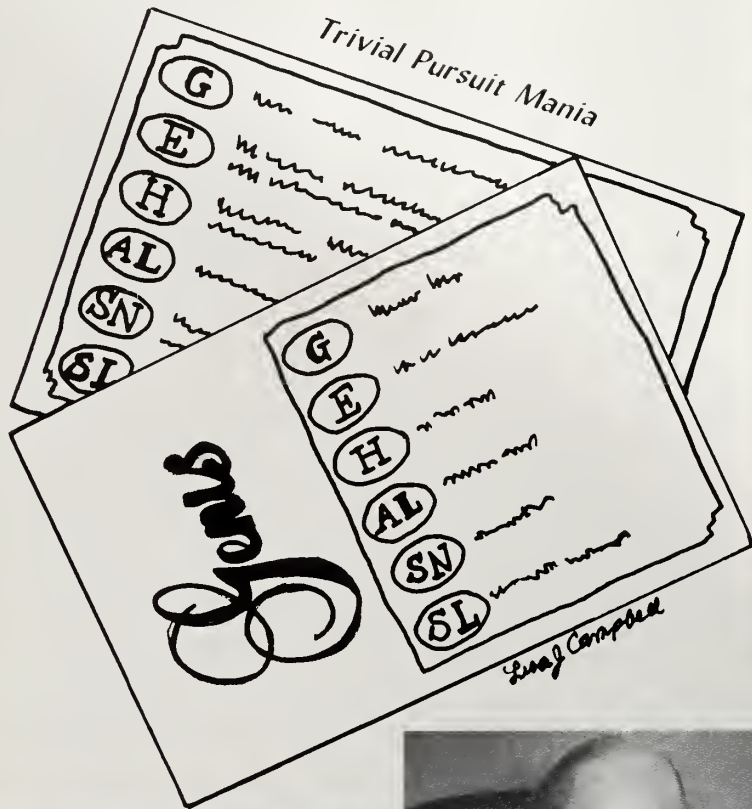 Trivial Pursuit Mania
G
E
H
AL
SN
SL
G
E
H
AL
SN
SL
Genus
Lisa J Campbell